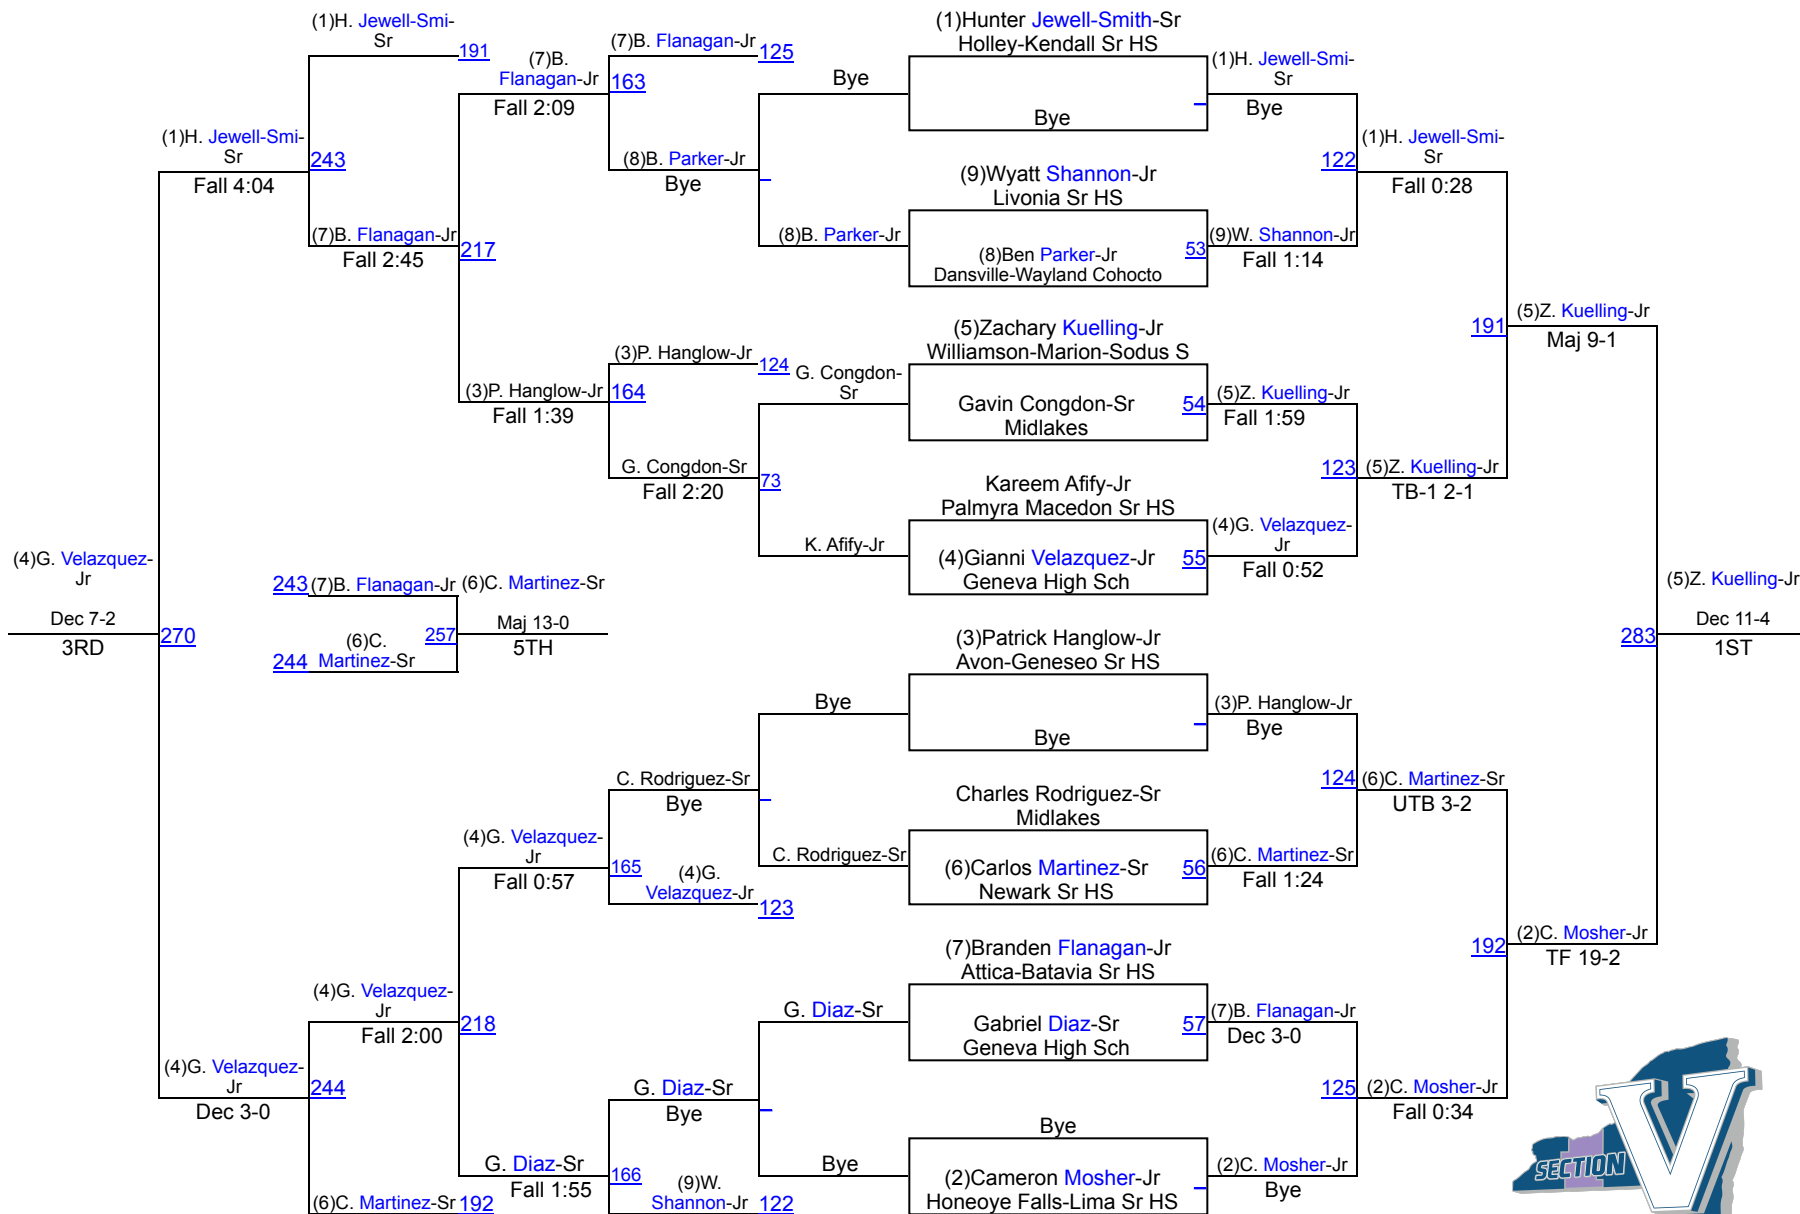 (1)H. Jewell-Smi-
Sr
191
(7)B.
Flanagan-Jr
Fall 2:09
(7)B. Flanagan-Jr
125
163
Bye
(1)Hunter Jewell-Smith-Sr
Holley-Kendall Sr HS
Bye
(1)H. Jewell-Smi-
Sr
Bye
(1)H. Jewell-Smi-
Sr
Fall 4:04
243
(8)B. Parker-Jr
Bye
(9)Wyatt Shannon-Jr
Livonia Sr HS
122
(1)H. Jewell-Smi-
Sr
Fall 0:28
(7)B. Flanagan-Jr
Fall 2:45
217
(8)B. Parker-Jr
(8)Ben Parker-Jr
Dansville-Wayland Cohocto
53
(9)W. Shannon-Jr
Fall 1:14
(5)Zachary Kuelling-Jr
Williamson-Marion-Sodus S
191
(5)Z. Kuelling-Jr
Maj 9-1
(3)P. Hanglow-Jr
124
G. Congdon-
Sr
(3)P. Hanglow-Jr
Fall 1:39
164
Gavin Congdon-Sr
Midlakes
54
(5)Z. Kuelling-Jr
Fall 1:59
G. Congdon-Sr
Fall 2:20
73
Kareem Afify-Jr
Palmyra Macedon Sr HS
123
(5)Z. Kuelling-Jr
TB-1 2-1
K. Afify-Jr
(4)Gianni Velazquez-Jr
Geneva High Sch
55
(4)G. Velazquez-
Jr
Fall 0:52
(4)G. Velazquez-
Jr
Dec 7-2
3RD
270
243
(7)B. Flanagan-Jr
(6)C. Martinez-Sr
244
(6)C.
Martinez-Sr
257
Maj 13-0
5TH
(5)Z. Kuelling-Jr
Dec 11-4
1ST
283
(3)Patrick Hanglow-Jr
Avon-Geneseo Sr HS
Bye
Bye
(3)P. Hanglow-Jr
Bye
C. Rodriguez-Sr
Bye
Charles Rodriguez-Sr
Midlakes
124
(6)C. Martinez-Sr
UTB 3-2
(4)G. Velazquez-
Jr
Fall 0:57
165
C. Rodriguez-Sr
(6)Carlos Martinez-Sr
Newark Sr HS
56
(6)C. Martinez-Sr
Fall 1:24
(4)G.
Velazquez-Jr
123
(7)Branden Flanagan-Jr
Attica-Batavia Sr HS
192
(2)C. Mosher-Jr
TF 19-2
(4)G. Velazquez-
Jr
Fall 2:00
218
G. Diaz-Sr
Gabriel Diaz-Sr
Geneva High Sch
57
(7)B. Flanagan-Jr
Dec 3-0
(4)G. Velazquez-
Jr
Dec 3-0
244
G. Diaz-Sr
Bye
Bye
125
(2)C. Mosher-Jr
Fall 0:34
G. Diaz-Sr
Fall 1:55
166
Bye
(2)Cameron Mosher-Jr
Honeoye Falls-Lima Sr HS
(2)C. Mosher-Jr
Bye
(6)C. Martinez-Sr
192
(9)W.
Shannon-Jr
122
SECTION V